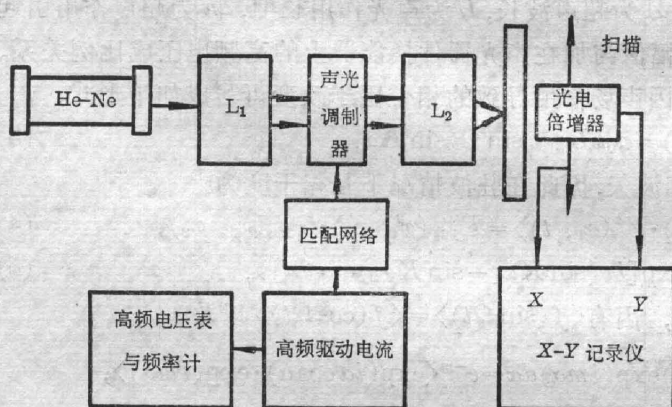 扫描
He-Ne
L₁
声光
调制
器
L₂
光电
倍增器
匹配网络
高频电压表
与频率计
高频驱动电流
X
Y
X-Y 记录仪